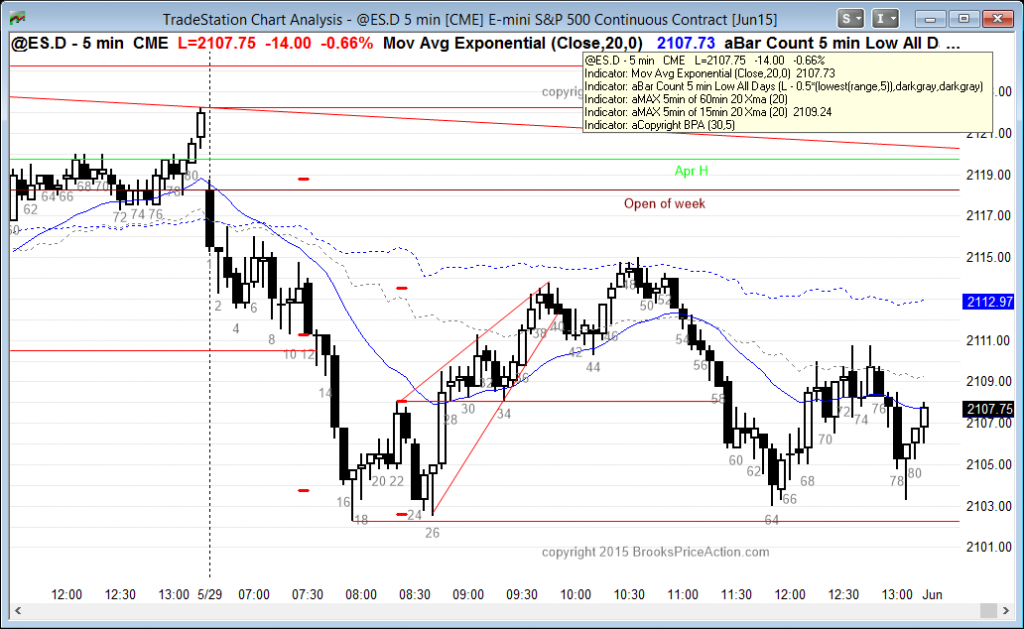 TradeStation Chart Analysis - @ES.D 5 min [CME] E-mini S&P 500 Continuous Contract [Jun15]
S I
@ES.D - 5 min CME L=2107.75 -14.00 -0.66% Mov Avg Exponential (Close,20,0) 2107.73 aBar Count 5 min Low All D ...
@ES.D - 5 min CME L=2107.75 -14.00 -0.66%
Indicator: Mov Avg Exponential (Close,20,0) 2107.73
Indicator: aBar Count 5 min Low All Days (L - 0.5*(lowest(range,5)),darkgray,darkgray)
Indicator: aMAX 5min of 60min 20 Xma (20)
Indicator: aMAX 5min of 15min 20 Xma (20) 2109.24
Indicator: aCopyright BPA (30,5)
2121.00
Apr H
2119.00
Open of week
2117.00
2115.00
2112.97
2111.00
2109.00
2107.75
2107.00
2105.00
2103.00
2101.00
62 64 66 68 70 72 74 76 78 80
2 4 6 8 10 12 14 16 18 20 22 24 26 28 30 32 34 36 38 40 42 44 46 48 50 52 54 56 58 60 62 64 66 68 70 72 74 76 78 80
copyright 2015 BrooksPriceAction.com
12:00 12:30 13:00 5/29 07:00 07:30 08:00 08:30 09:00 09:30 10:00 10:30 11:00 11:30 12:00 12:30 13:00 Jun